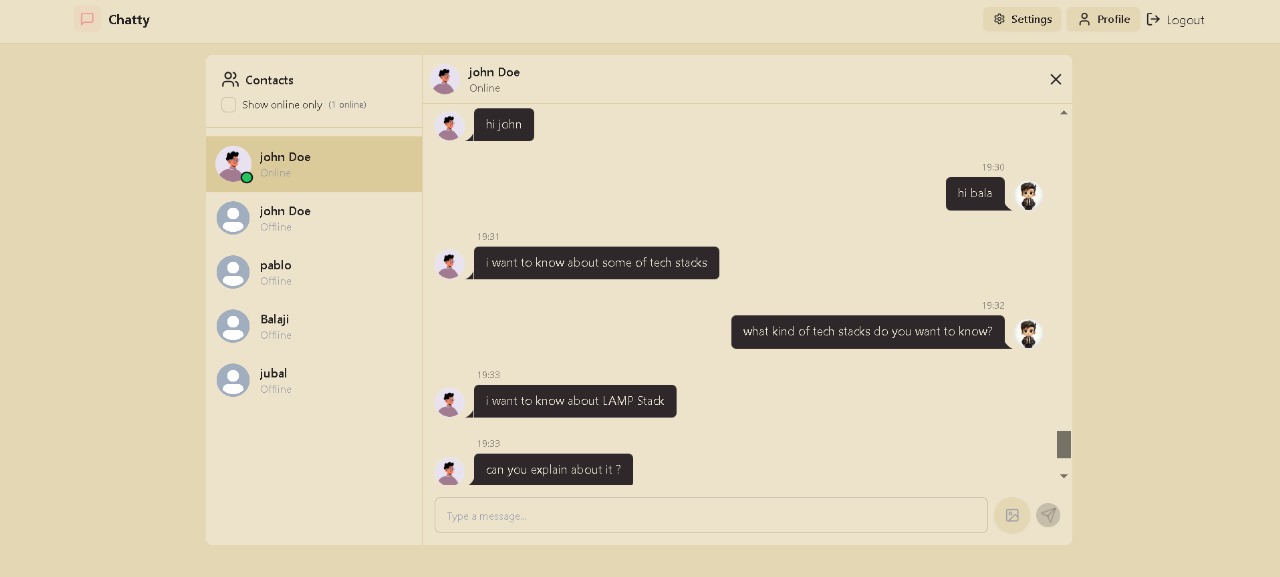 Chatty
Settings
Profile
Logout
Contacts
Show online only (1 online)
john Doe
Online
john Doe
Offline
pablo
Offline
Balaji
Offline
jubal
Offline
john Doe
Online
hi john
19:30
hi bala
19:31
i want to know about some of tech stacks
19:32
what kind of tech stacks do you want to know?
19:33
i want to know about LAMP Stack
19:33
can you explain about it ?
Type a message...